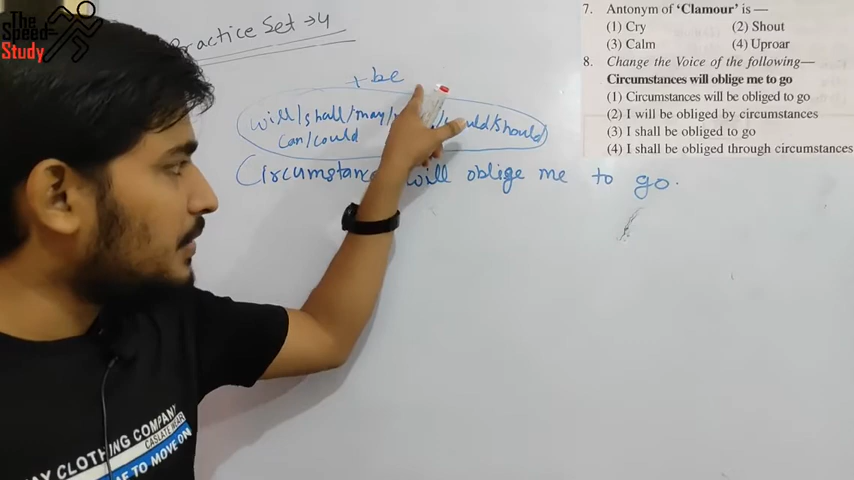 The
Speed
Study
Practice Set → 4
+ be
will/shall/may/ /should
can/could
Circumstance will oblige me to go.
7. Antonym of 'Clamour' is —
(1) Cry (2) Shout
(3) Calm (4) Uproar
8. Change the Voice of the following—
Circumstances will oblige me to go
(1) Circumstances will be obliged to go
(2) I will be obliged by circumstances
(3) I shall be obliged to go
(4) I shall be obliged through circumstances
CLOTHING COMPANY
CASLATE WEAR
TO MOVE ON